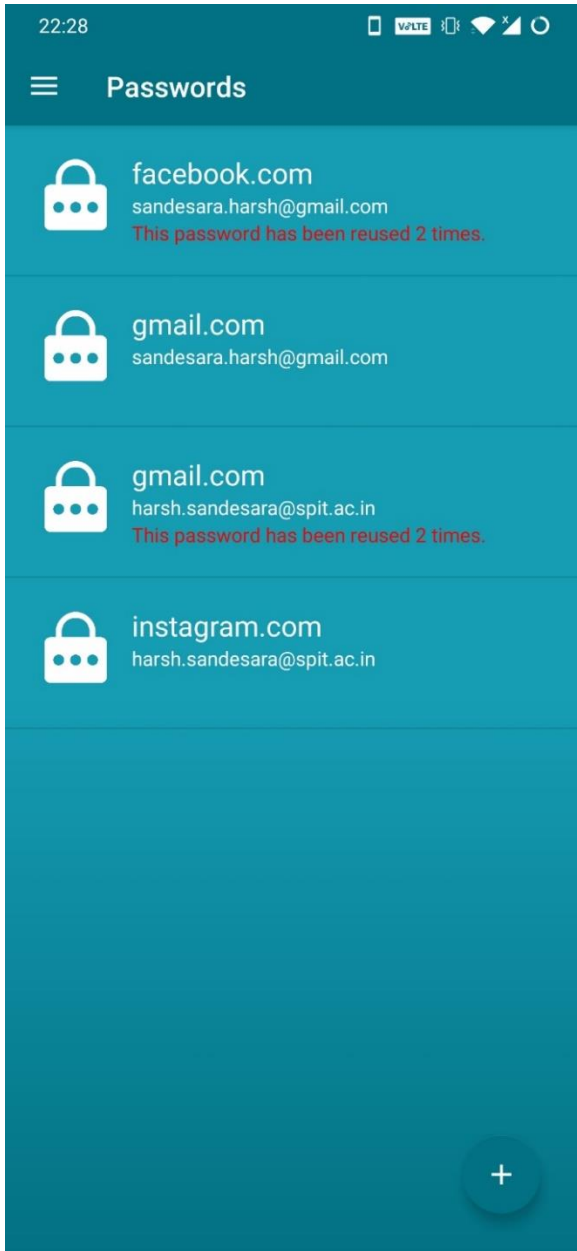 22:28
VoLTE
Passwords
facebook.com
sandesara.harsh@gmail.com
This password has been reused 2 times.
gmail.com
sandesara.harsh@gmail.com
gmail.com
harsh.sandesara@spit.ac.in
This password has been reused 2 times.
instagram.com
harsh.sandesara@spit.ac.in